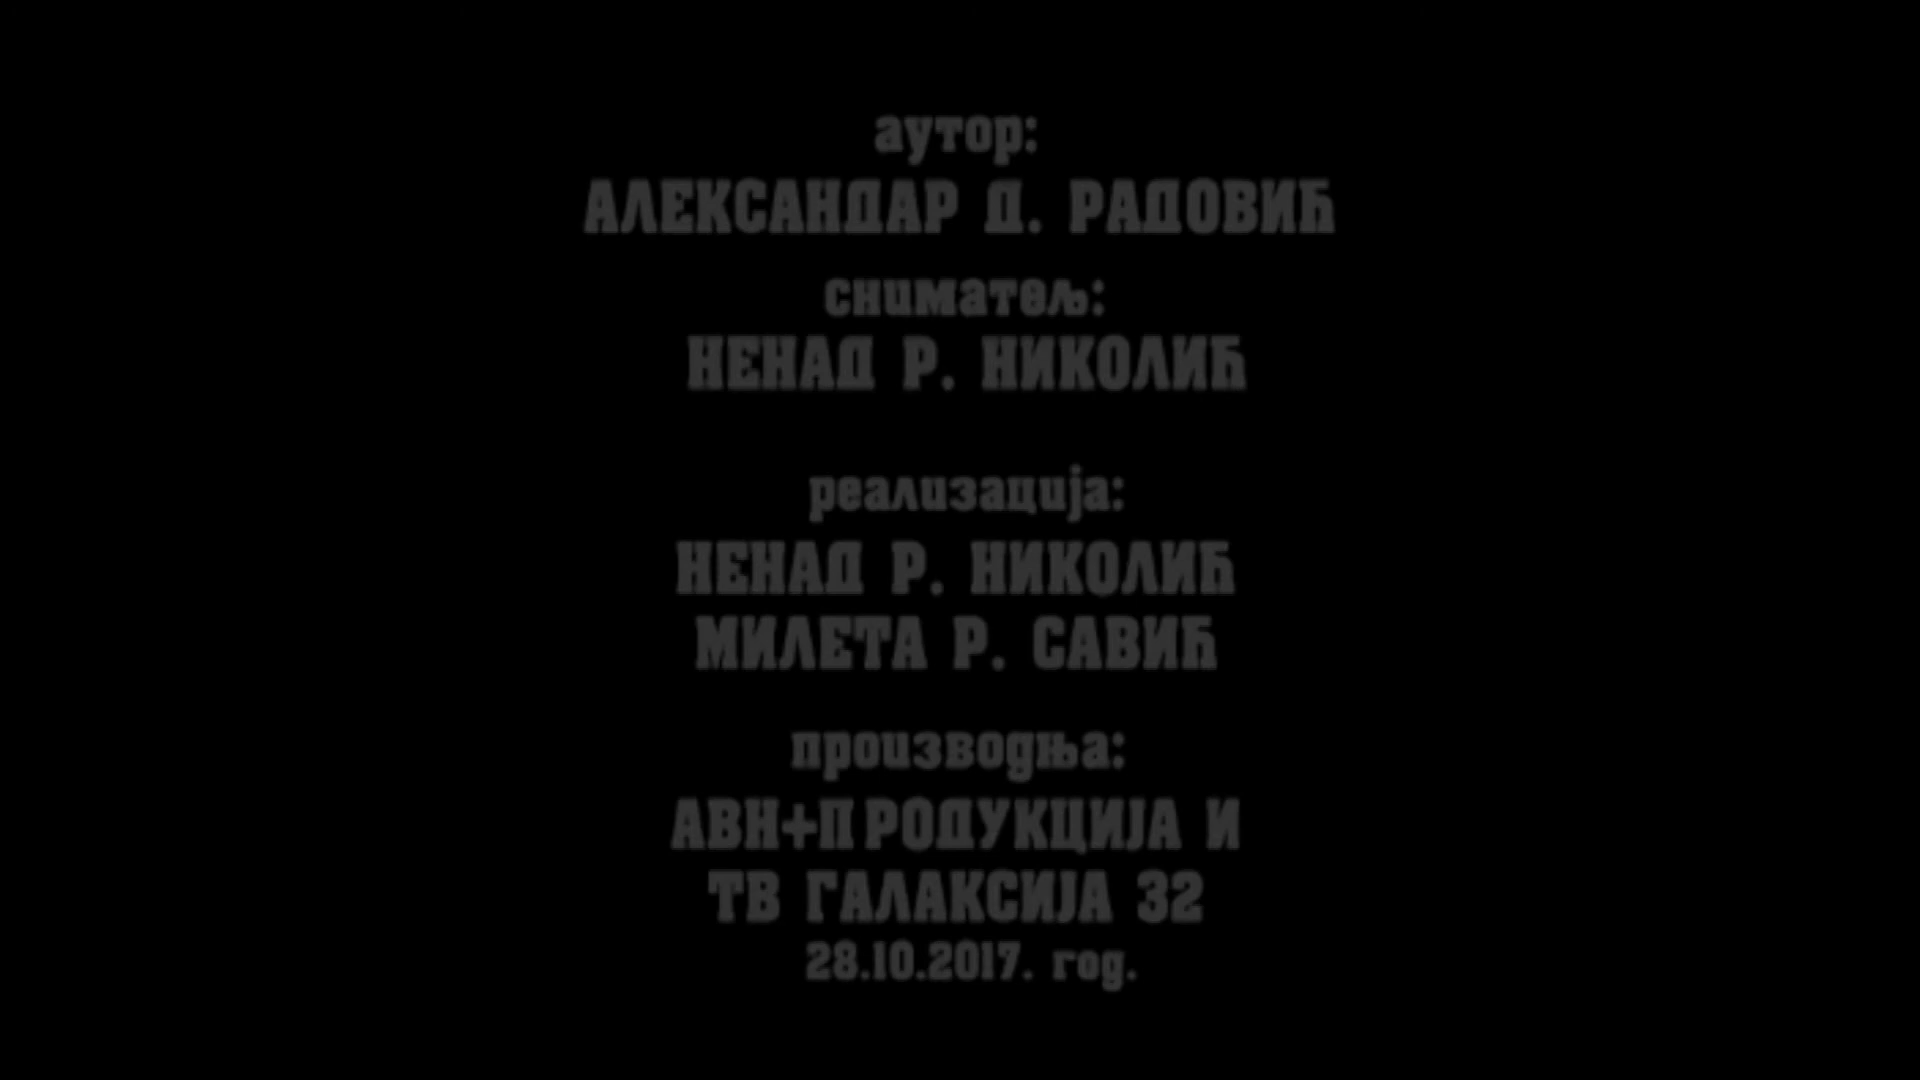 аутор:
АЛЕКСАНДАР Д. РАДОВИЋ
сниматељ:
НЕНАД Р. НИКОЛИЋ
реализација:
НЕНАД Р. НИКОЛИЋ
МИЛЕТА Р. САВИЋ
производња:
АВН+ПРОДУКЦИЈА И
ТВ ГАЛАКСИЈА 32
28.10.2017. год.